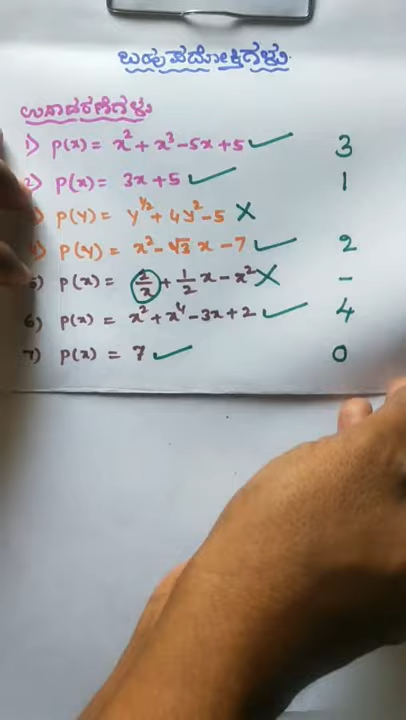 ಬಹುಪದೋಕ್ತಿಗಳು
ಉದಾಹರಣೆಗಳು
1) p(x) = x² + x³ - 5x + 5 ✓ 3
2) p(x) = 3x + 5 ✓ 1
) p(y) = y^1/2 + 4y² - 5 ✗
) p(y) = x² - √3 x - 7 ✓ 2
5) p(x) = 2/x + 1/2 x - x² ✗ -
6) p(x) = x² + x⁴ - 3x + 2 ✓ 4
7) p(x) = 7 ✓ 0